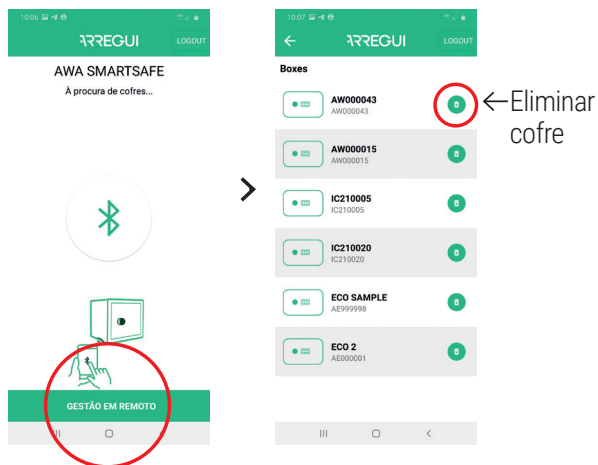 10:06
ARREGUI
LOGOUT
AWA SMARTSAFE
À procura de cofres...
GESTÃO EM REMOTO
>
10:07
ARREGUI
LOGOUT
Boxes
AW000043
AW000043
←Eliminar
cofre
AW000015
AW000015
IC210005
IC210005
IC210020
IC210020
ECO SAMPLE
AE999998
ECO 2
AE000001